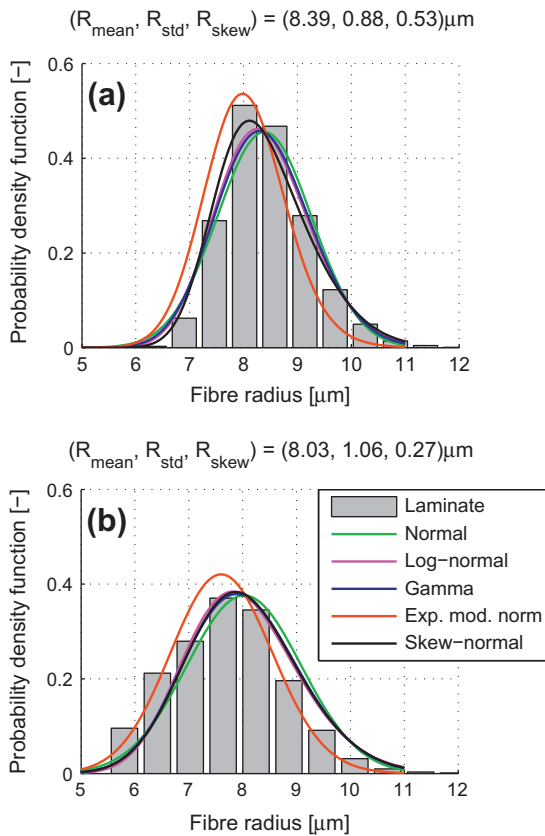 (R_mean, R_std, R_skew) = (8.39, 0.88, 0.53)μm
(a)
Probability density function [−]
0.6
0.4
0.2
0
5 6 7 8 9 10 11 12
Fibre radius [μm]
(R_mean, R_std, R_skew) = (8.03, 1.06, 0.27)μm
(b)
Probability density function [−]
0.6
0.4
0.2
0
Laminate
Normal
Log−normal
Gamma
Exp. mod. norm
Skew−normal
5 6 7 8 9 10 11 12
Fibre radius [μm]